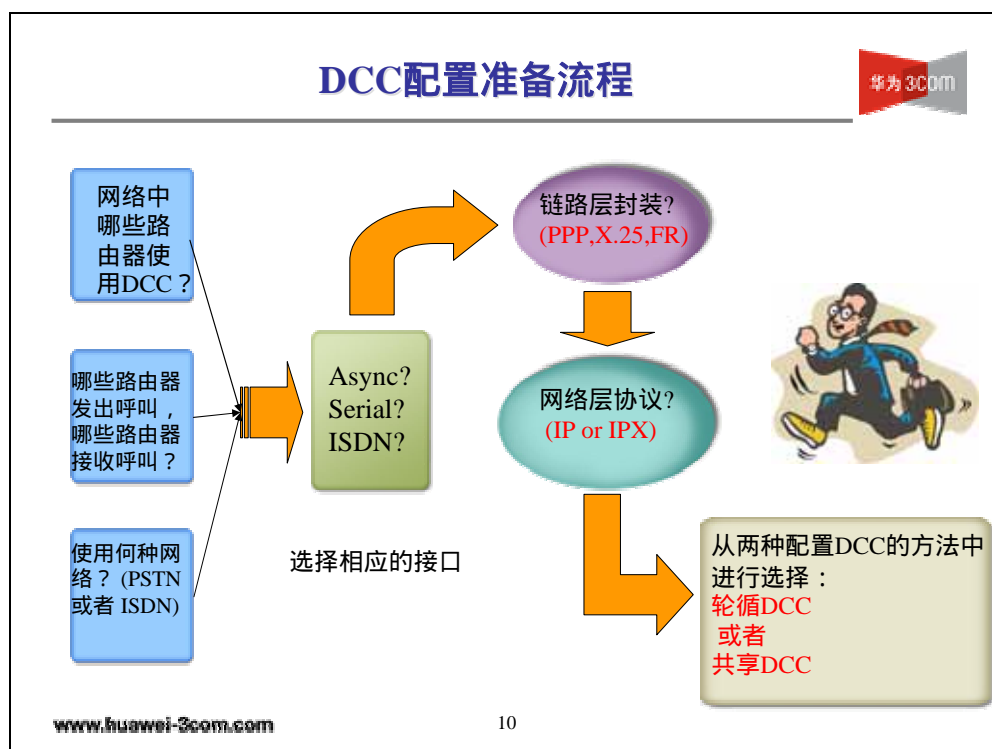 DCC配置准备流程
华为3COM
网络中
哪些路
由器使
用DCC？
哪些路由器
发出呼叫，
哪些路由器
接收呼叫？
使用何种网
络？(PSTN
或者 ISDN)
Async?
Serial?
ISDN?
选择相应的接口
链路层封装?
(PPP,X.25,FR)
网络层协议?
(IP or IPX)
从两种配置DCC的方法中
进行选择：
轮循DCC
或者
共享DCC
www.huawei-3com.com
10